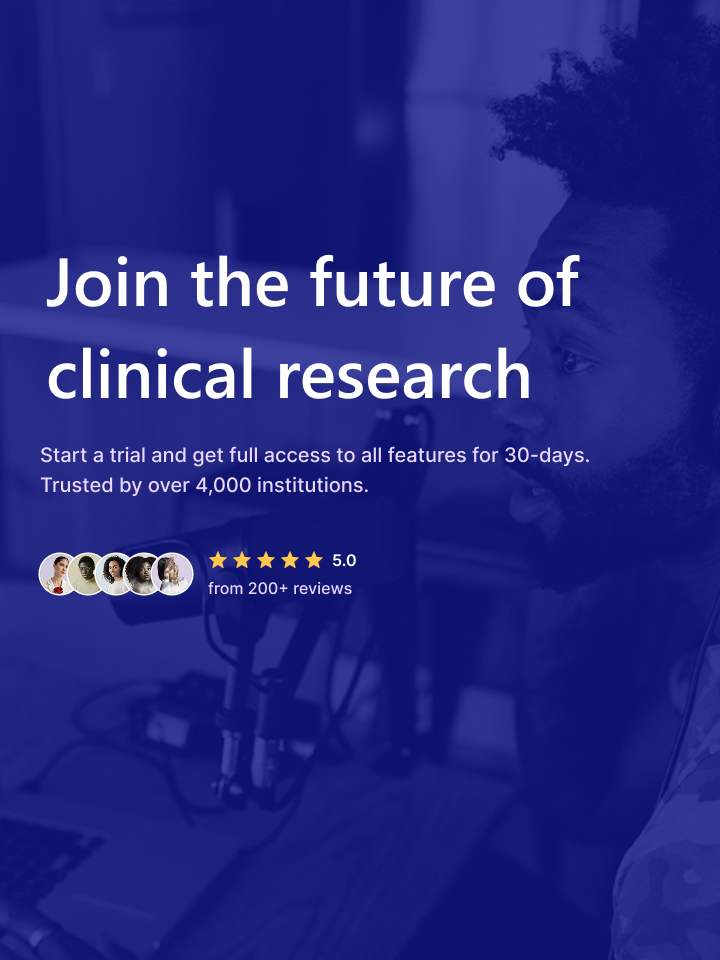 Join the future of
clinical research
Start a trial and get full access to all features for 30-days.
Trusted by over 4,000 institutions.
5.0
from 200+ reviews